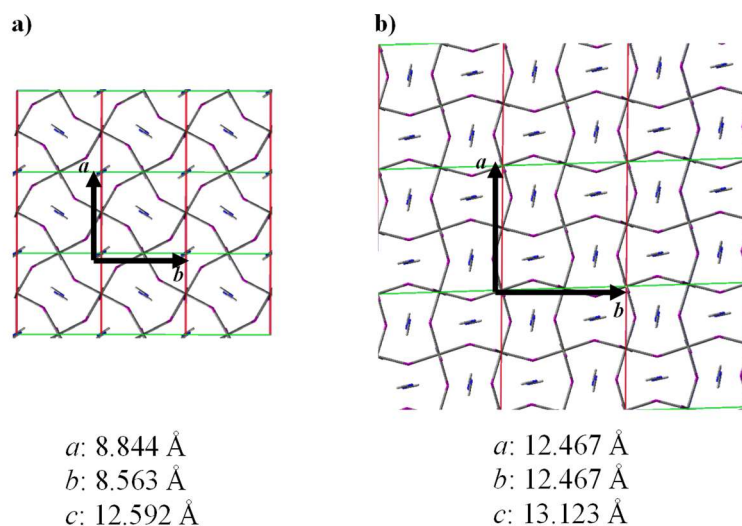 a)
b)
a
b
a
b
a: 8.844 Å
b: 8.563 Å
c: 12.592 Å
a: 12.467 Å
b: 12.467 Å
c: 13.123 Å